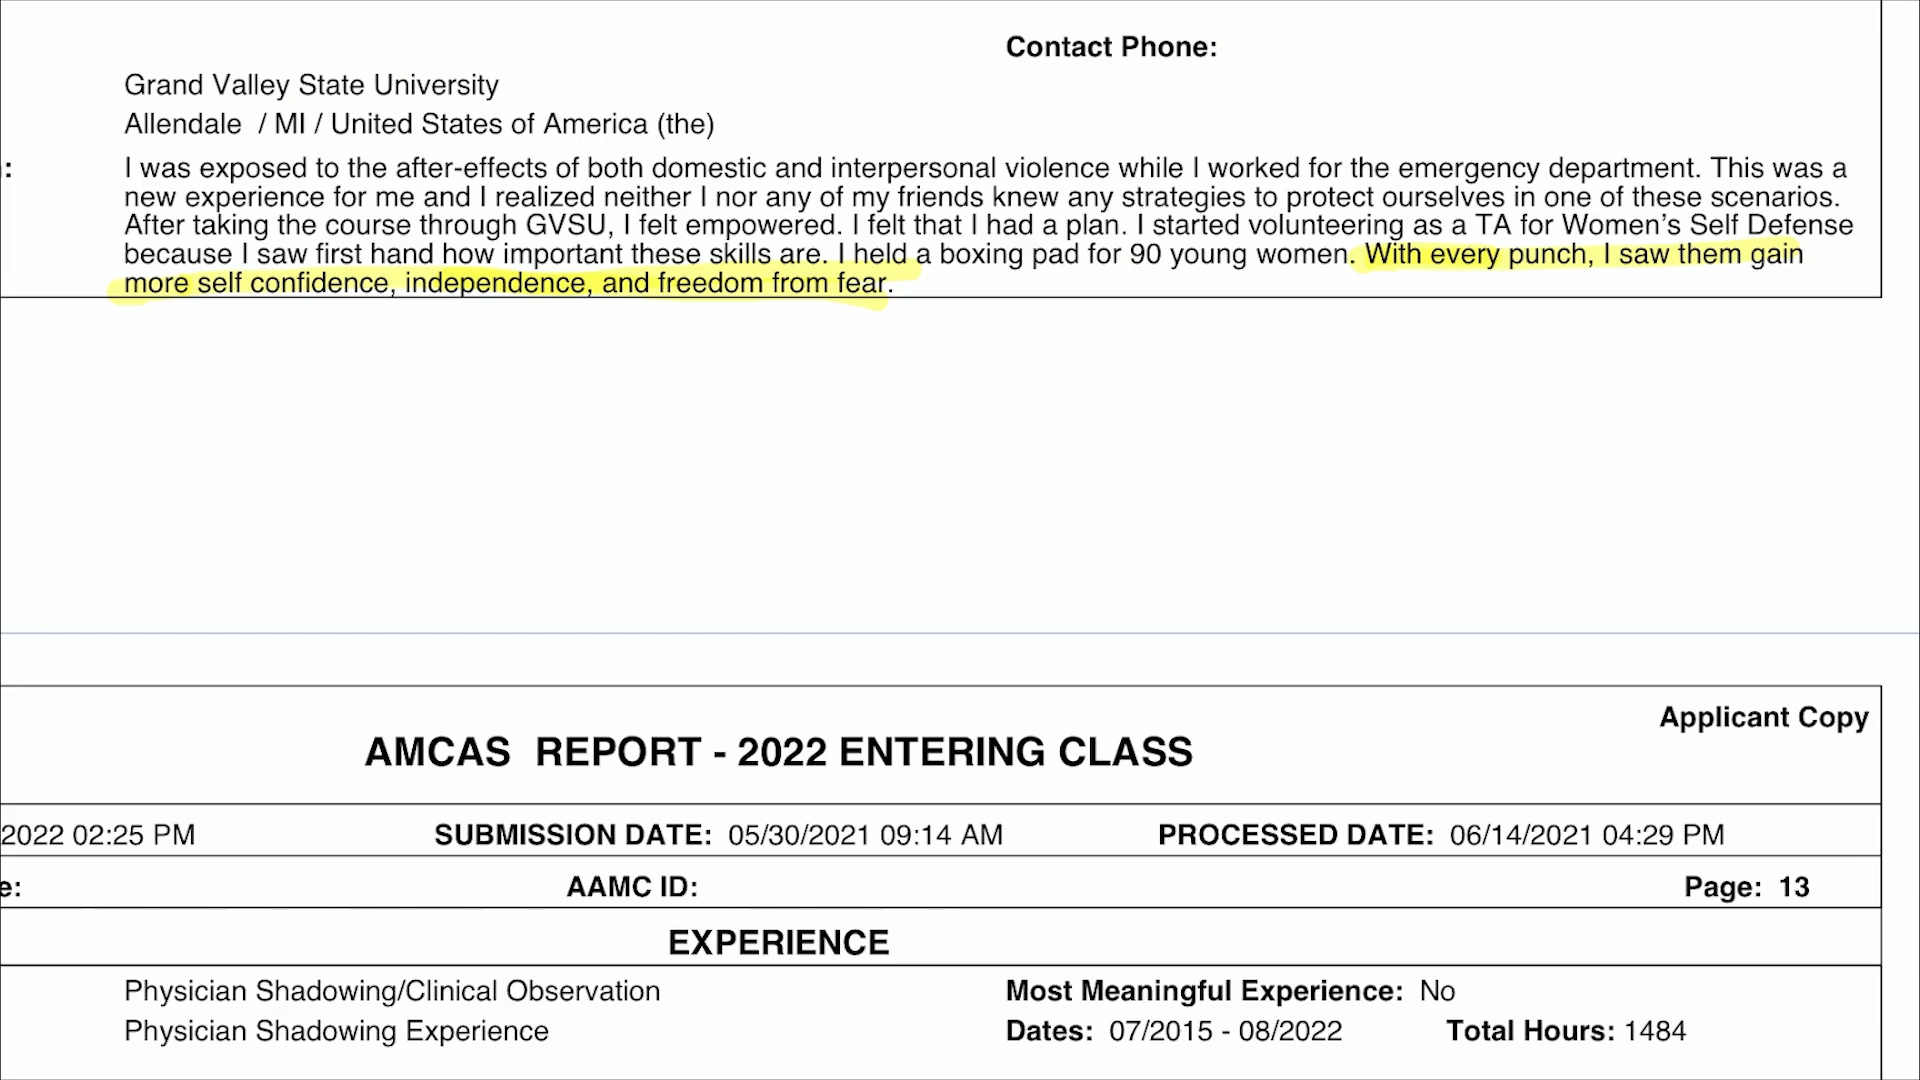 Contact Phone:
Grand Valley State University
Allendale / MI / United States of America (the)
: I was exposed to the after-effects of both domestic and interpersonal violence while I worked for the emergency department. This was a
new experience for me and I realized neither I nor any of my friends knew any strategies to protect ourselves in one of these scenarios.
After taking the course through GVSU, I felt empowered. I felt that I had a plan. I started volunteering as a TA for Women’s Self Defense
because I saw first hand how important these skills are. I held a boxing pad for 90 young women. With every punch, I saw them gain
more self confidence, independence, and freedom from fear.
Applicant Copy
AMCAS REPORT - 2022 ENTERING CLASS
2022 02:25 PM SUBMISSION DATE: 05/30/2021 09:14 AM PROCESSED DATE: 06/14/2021 04:29 PM
e: AAMC ID: Page: 13
EXPERIENCE
Physician Shadowing/Clinical Observation Most Meaningful Experience: No
Physician Shadowing Experience Dates: 07/2015 - 08/2022 Total Hours: 1484